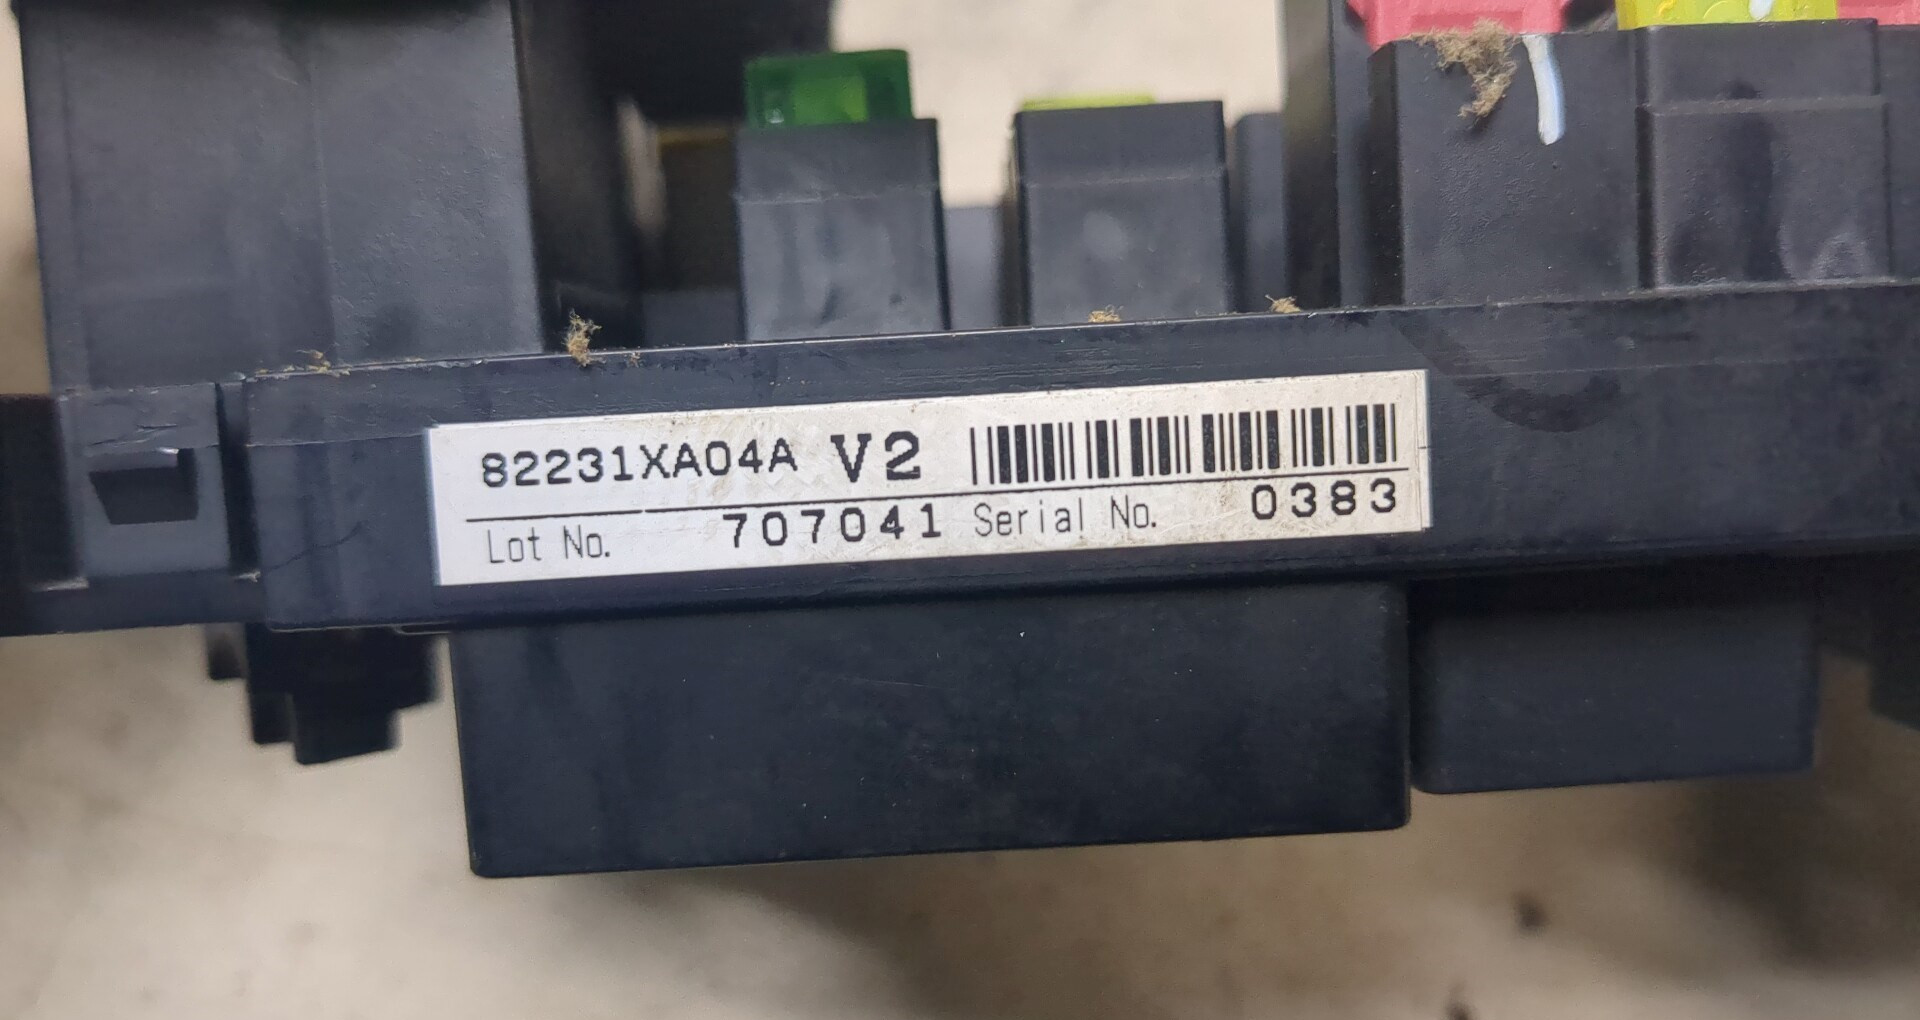 82231XA04A V2
Lot No. 707041 Serial No. 0383